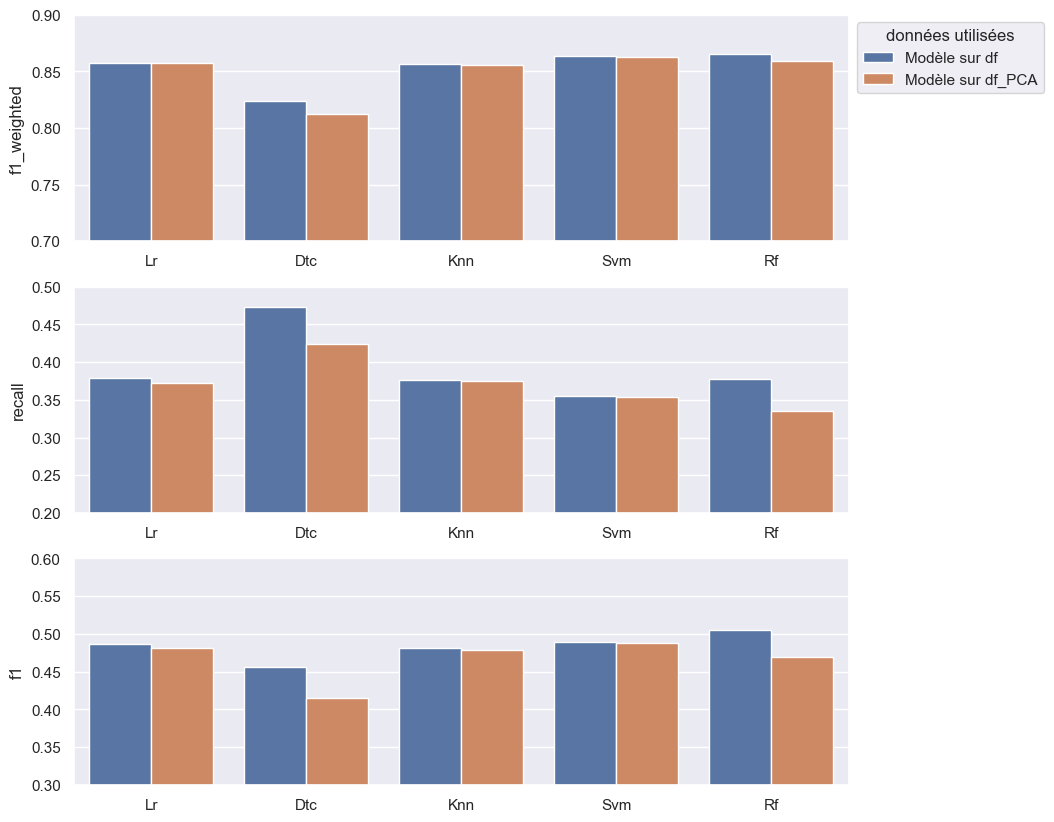 0.90
0.85
0.80
0.75
0.70
f1_weighted
Lr Dtc Knn Svm Rf
données utilisées
Modèle sur df
Modèle sur df_PCA
0.50
0.45
0.40
0.35
0.30
0.25
0.20
recall
Lr Dtc Knn Svm Rf
0.60
0.55
0.50
0.45
0.40
0.35
0.30
f1
Lr Dtc Knn Svm Rf